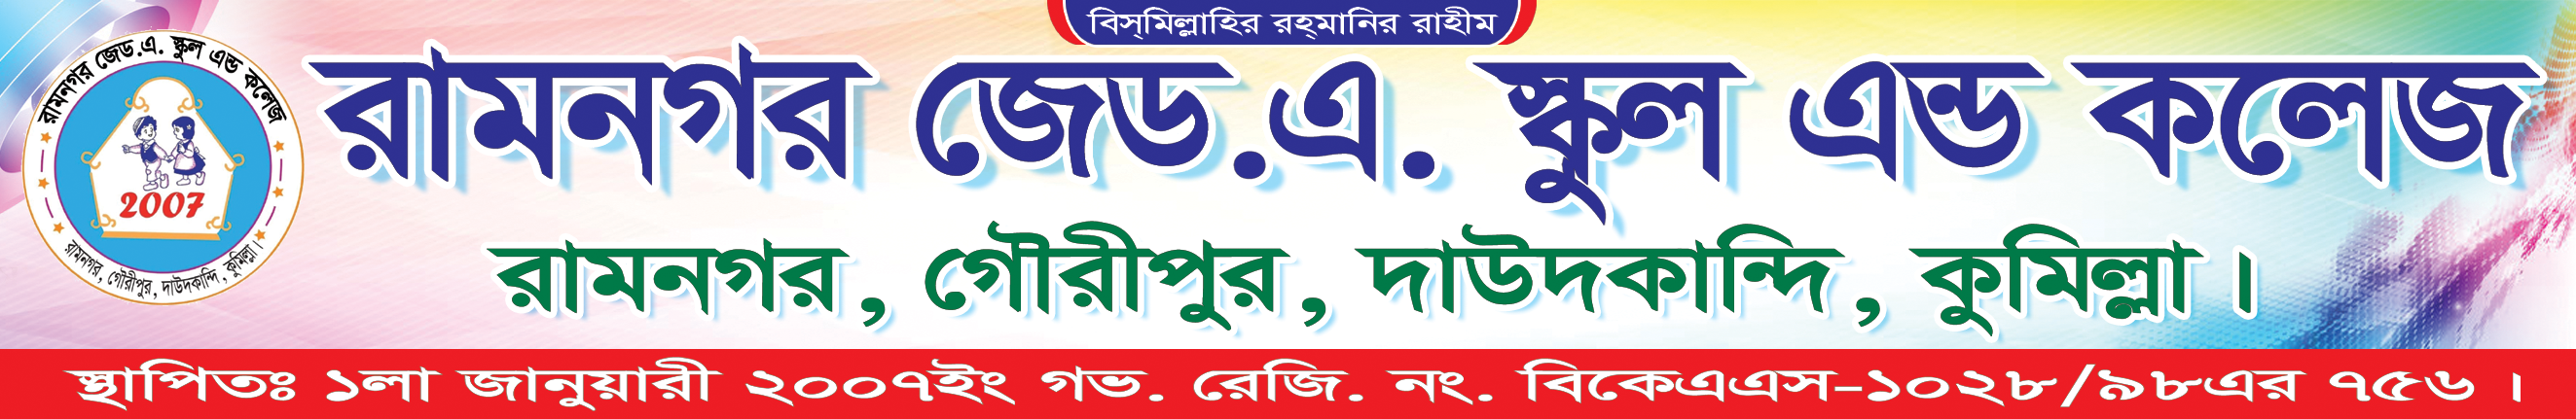 বিস্‌মিল্লাহির রহ্‌মানির রাহীম
রামনগর জেড.এ. স্কুল এন্ড কলেজ
রামনগর জেড.এ. স্কুল এন্ড কলেজ
2007
রামনগর, গৌরীপুর, দাউদকান্দি, কুমিল্লা।
রামনগর, গৌরীপুর, দাউদকান্দি, কুমিল্লা।
স্থাপিতঃ ১লা জানুয়ারী ২০০৭ইং গভ. রেজি. নং. বিকেএএস-১০২৮/৯৮এর ৭৫৬ ।